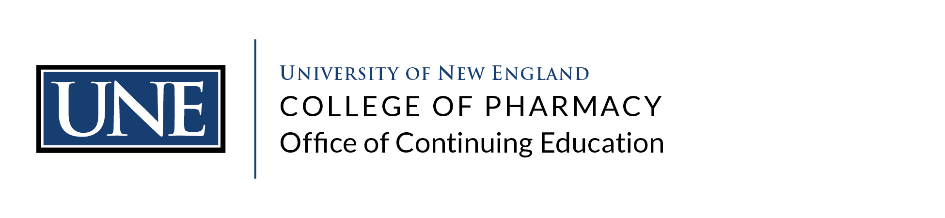 UNE
UNIVERSITY OF NEW ENGLAND
COLLEGE OF PHARMACY
Office of Continuing Education